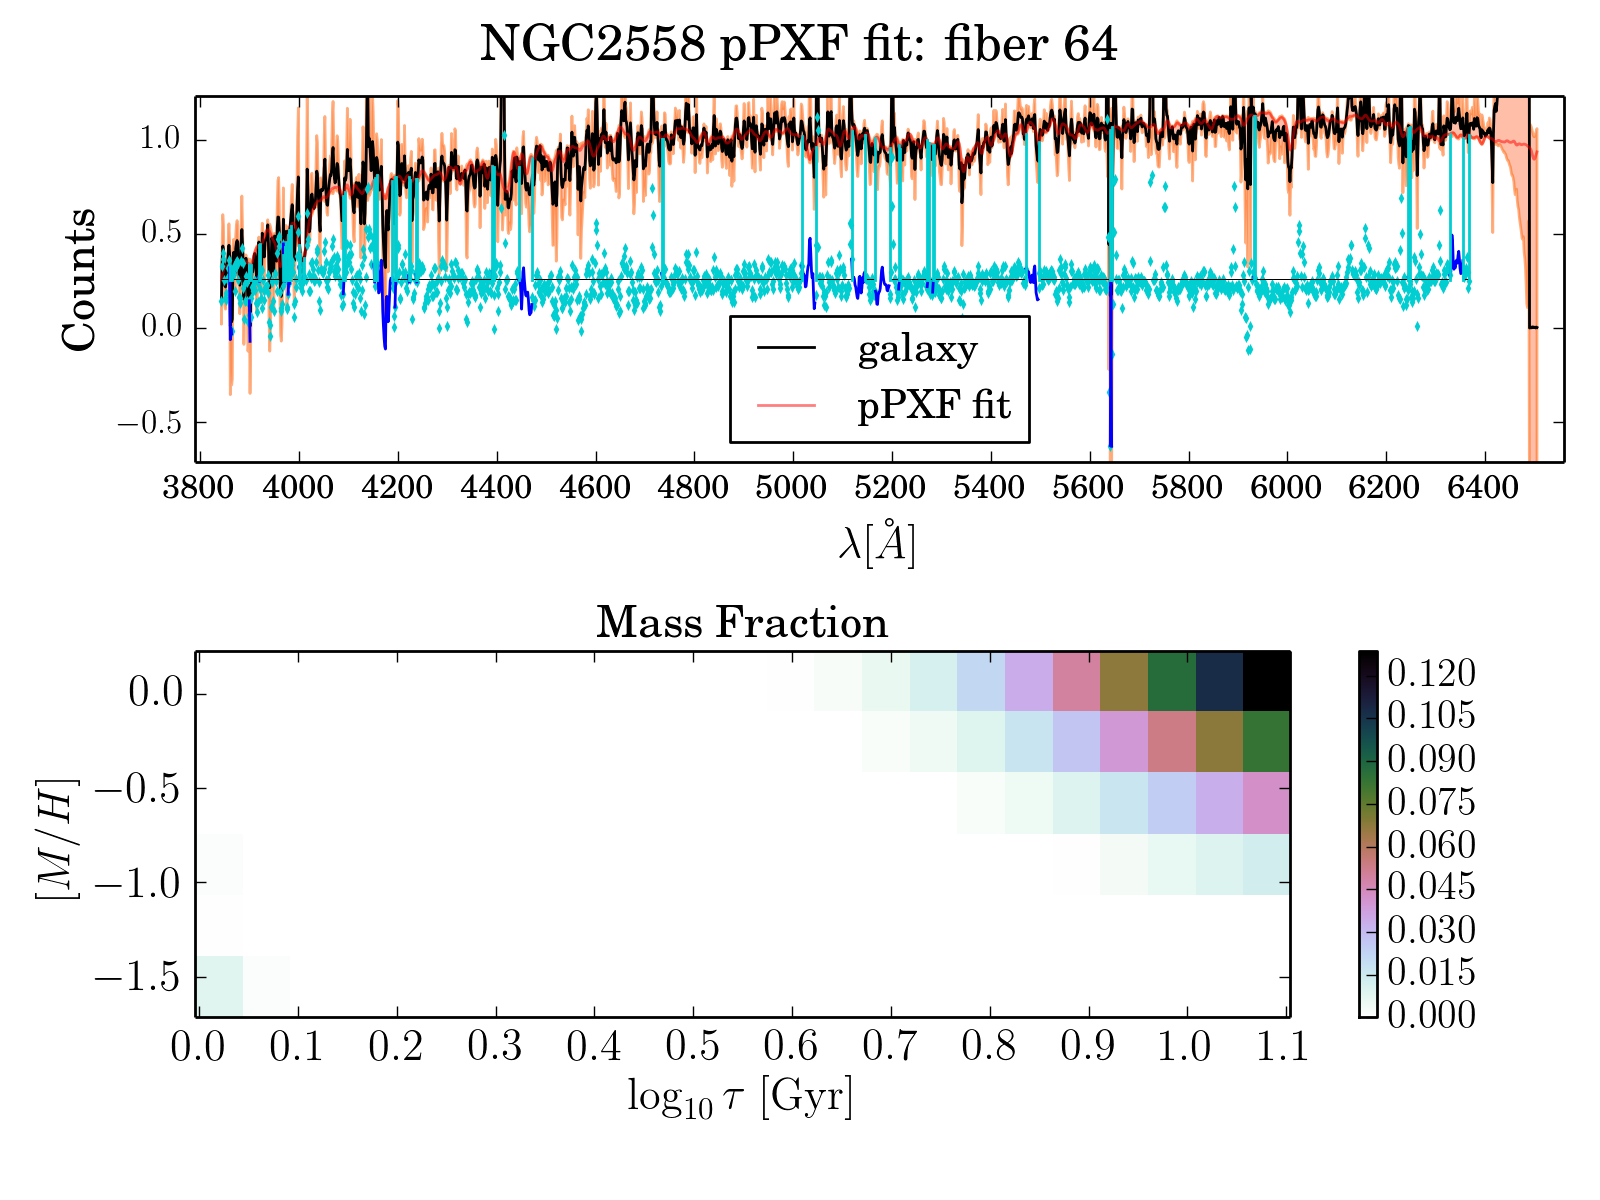 NGC2558 pPXF fit: fiber 64
1.0
0.5
0.0
−0.5
Counts
galaxy
pPXF fit
3800 4000 4200 4400 4600 4800 5000 5200 5400 5600 5800 6000 6200 6400
λ[Å]
Mass Fraction
0.0
−0.5
−1.0
−1.5
[M/H]
0.0 0.1 0.2 0.3 0.4 0.5 0.6 0.7 0.8 0.9 1.0 1.1
log₁₀ τ [Gyr]
0.120
0.105
0.090
0.075
0.060
0.045
0.030
0.015
0.000